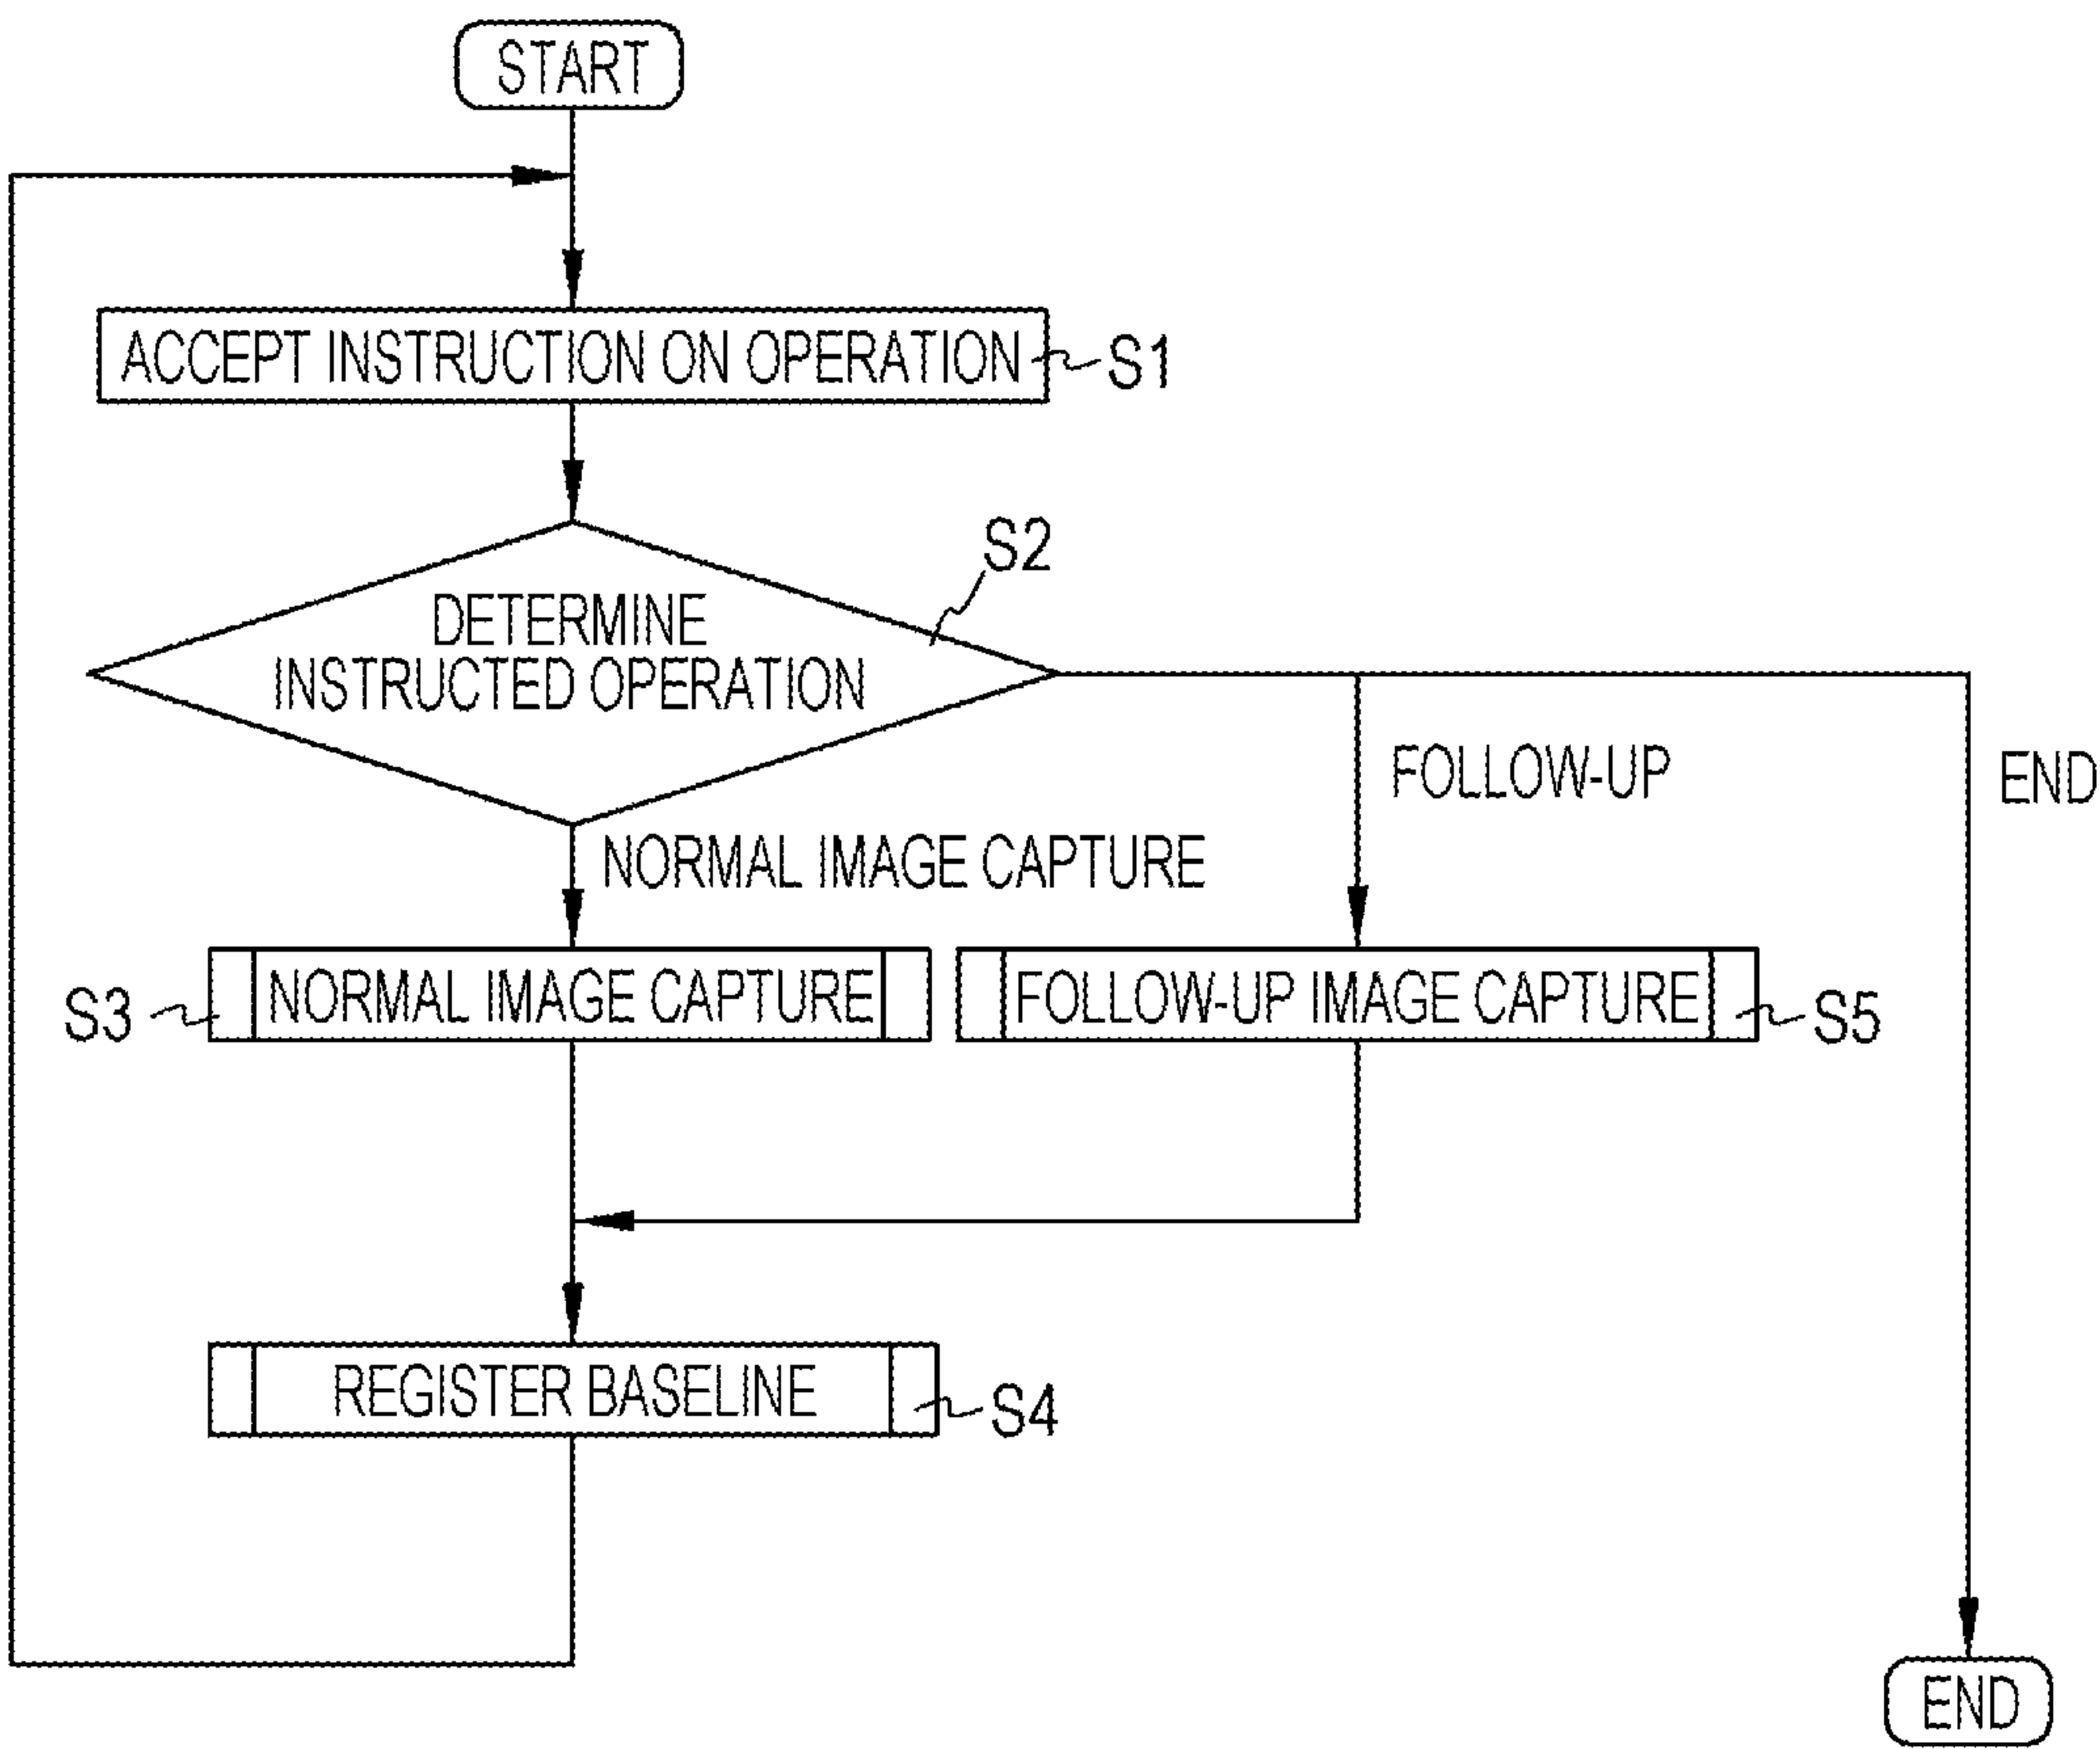 START
ACCEPT INSTRUCTION ON OPERATION
S1
S2
DETERMINE
INSTRUCTED OPERATION
FOLLOW-UP
END
NORMAL IMAGE CAPTURE
S3
NORMAL IMAGE CAPTURE
FOLLOW-UP IMAGE CAPTURE
S5
REGISTER BASELINE
S4
END